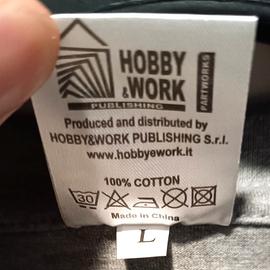 HOBBY
&WORK
PUBLISHING
PARTWORKS
Produced and distributed by
HOBBY&WORK PUBLISHING S.r.l.
www.hobbyework.it
100% COTTON
30
Made in China
L